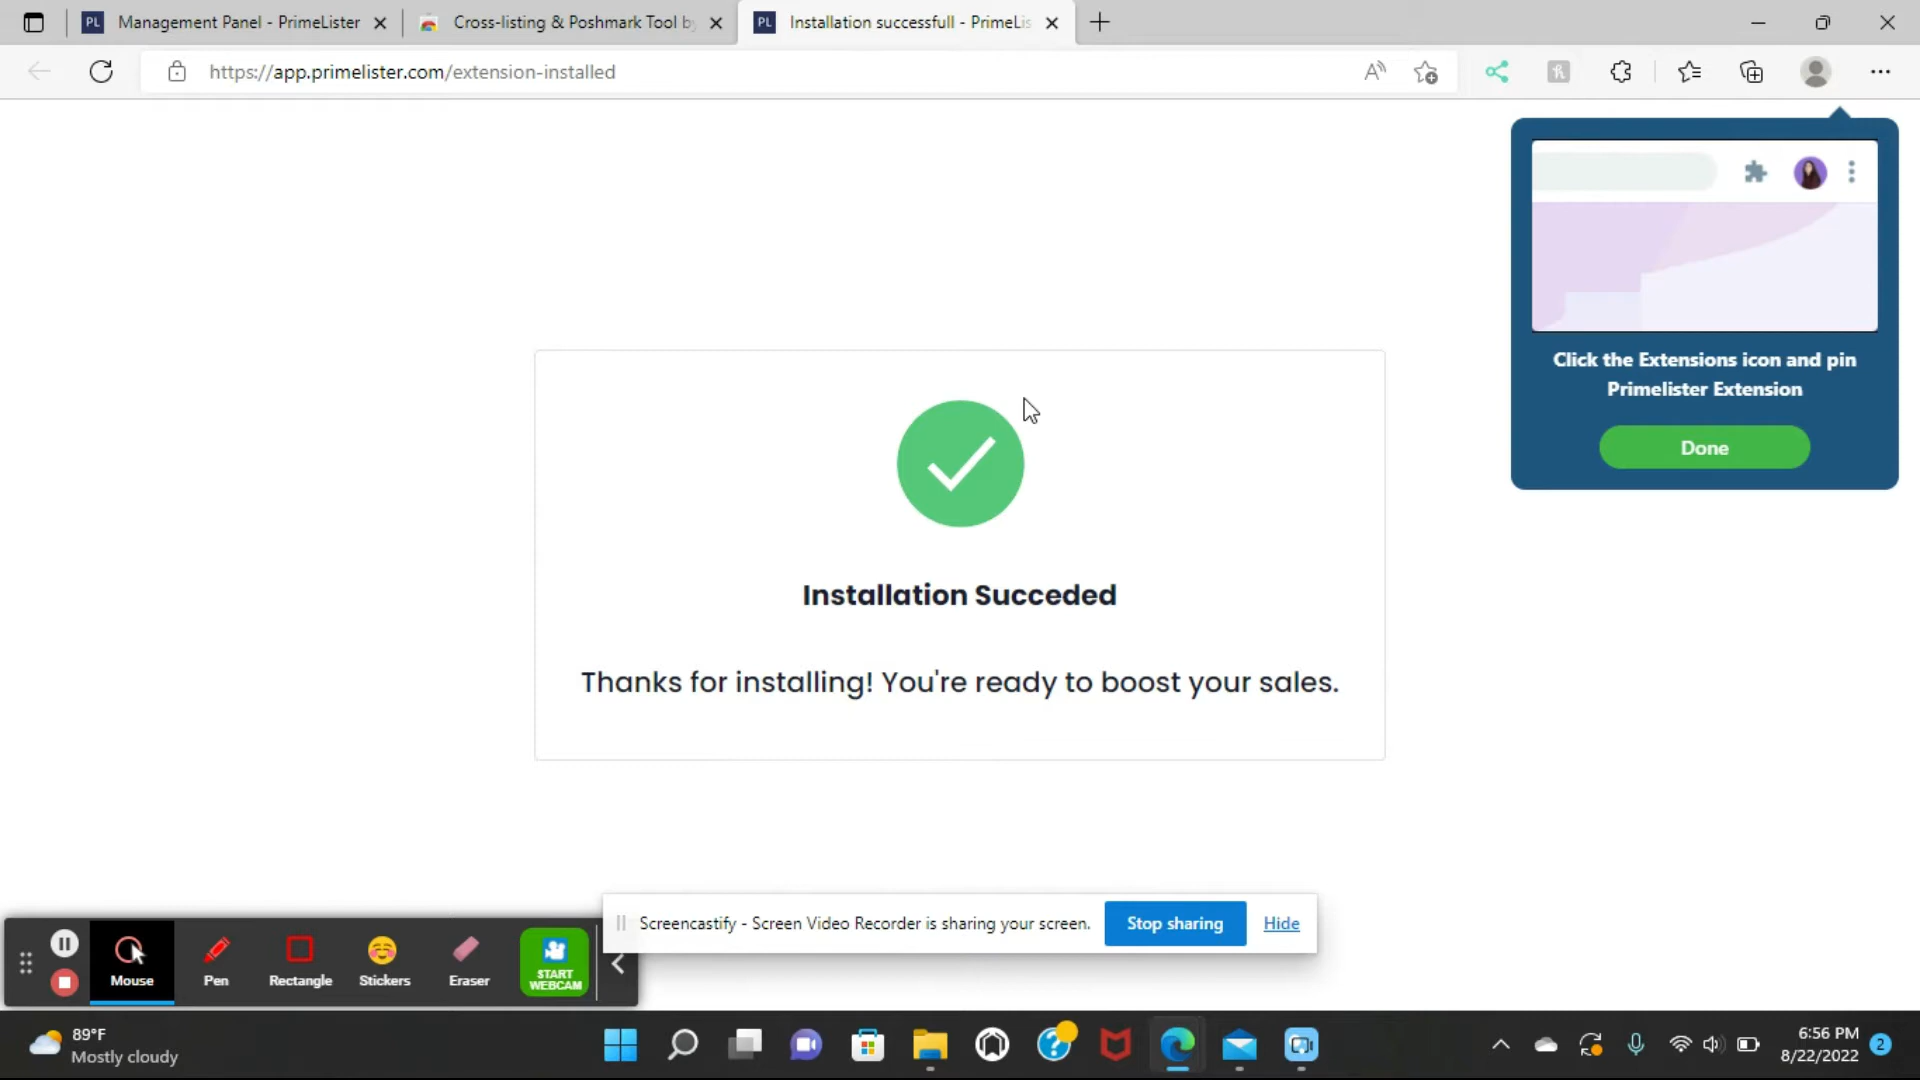 PL Management Panel - PrimeLister
Cross-listing & Poshmark Tool by
PL Installation successfull - PrimeLis
https://app.primelister.com/extension-installed
Click the Extensions icon and pin
Primelister Extension
Done
Installation Succeded
Thanks for installing! You're ready to boost your sales.
Screencastify - Screen Video Recorder is sharing your screen.
Stop sharing
Hide
Mouse
Pen
Rectangle
Stickers
Eraser
START
WEBCAM
89°F
Mostly cloudy
6:56 PM
8/22/2022
2